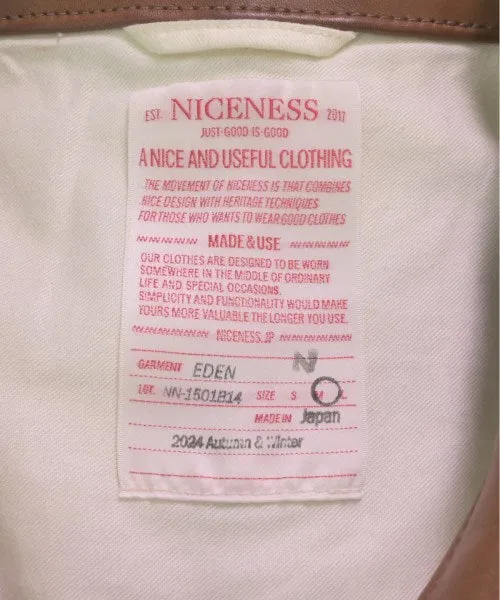 EST. NICENESS 2017
JUST-GOOD-IS-GOOD
A NICE AND USEFUL CLOTHING
THE MOVEMENT OF NICENESS IS THAT COMBINES
NICE DESIGN WITH HERITAGE TECHNIQUES
FOR THOSE WHO WANTS TO WEAR GOOD CLOTHES
MADE & USE
OUR CLOTHES ARE DESIGNED TO BE WORN
SOMEWHERE IN THE MIDDLE OF ORDINARY
LIFE AND SPECIAL OCCASIONS.
SIMPLICITY AND FUNCTIONALITY WOULD MAKE
YOURS MORE VALUABLE THE LONGER YOU USE.
NICENESS.JP
GARMENT EDEN N
LOT. NN-1501B14 SIZE S M L
MADE IN Japan
2024 Autumn & Winter